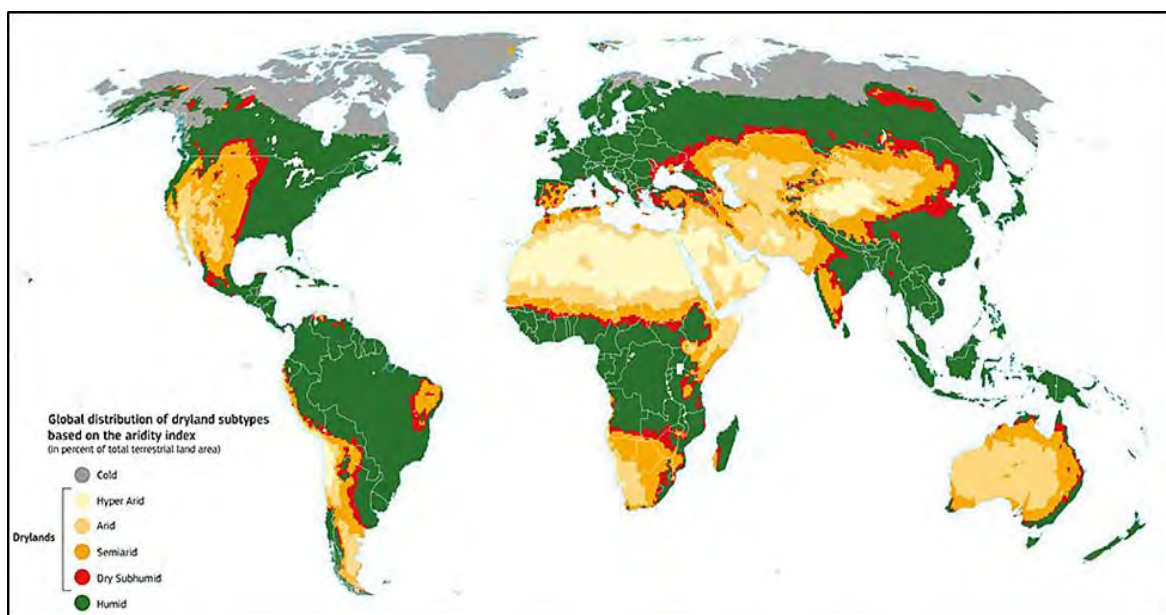 Global distribution of dryland subtypes
based on the aridity index
(in percent of total terrestrial land area)
Cold
Hyper Arid
Arid
Drylands
Semiarid
Dry Subhumid
Humid